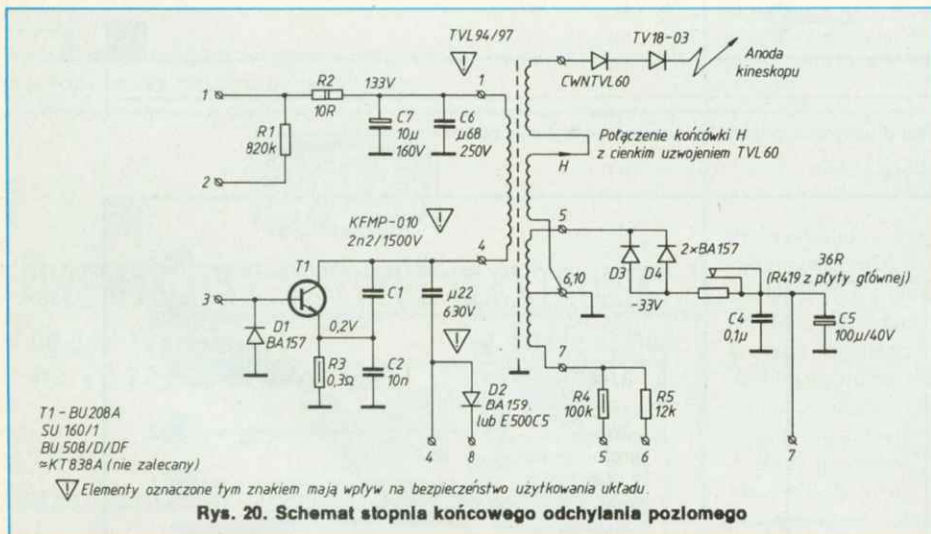 TVL94/97
TV18-03
Anoda
kineskopu
CWNTVL60
1
R2
10R
133V
1
C7
10µ
160V
C6
µ68
250V
R1
820k
2
Połączenie końcówki H
z cienkim uzwojeniem TVL60
H
KFMP-010
2n2/1500V
4
5
2×BA157
36R
(R419 z płyty głównej)
D3
D4
-33V
T1
3
C1
µ22
630V
6,10
C4
0,1µ
C5
100µ/40V
D1
BA157
0,2V
R3
0,3Ω
C2
10n
7
D2
BA159
lub E500C5
R4
100k
R5
12k
4
8
5
6
7
T1 - BU208A
SU 160/1
BU 508/D/DF
≈KT838A (nie zalecany)
Elementy oznaczone tym znakiem mają wpływ na bezpieczeństwo użytkowania układu.
Rys. 20. Schemat stopnia końcowego odchylania poziomego